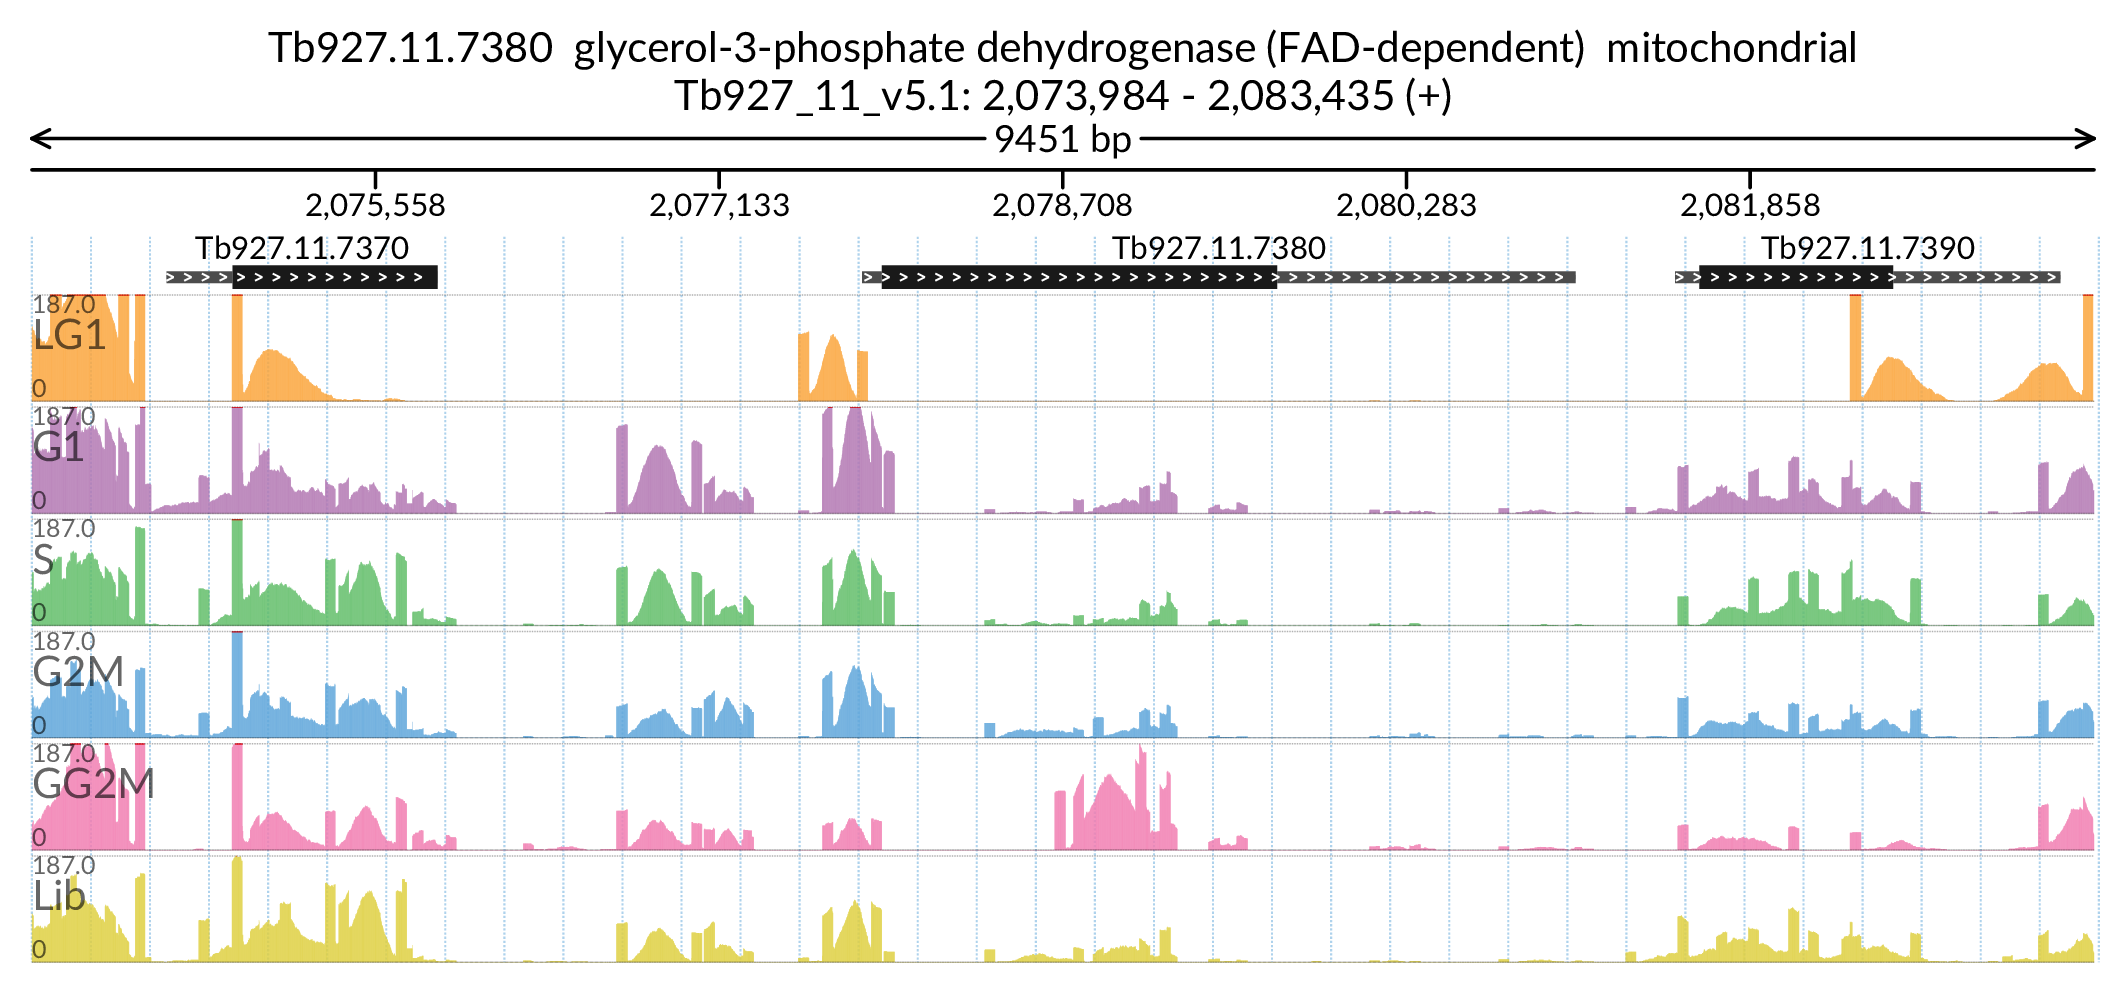 Tb927.11.7380 glycerol-3-phosphate dehydrogenase (FAD-dependent) mitochondrial
Tb927_11_v5.1: 2,073,984 - 2,083,435 (+)
9451 bp
2,075,558 2,077,133 2,078,708 2,080,283 2,081,858
Tb927.11.7370 Tb927.11.7380 Tb927.11.7390
187.0
LG1
0
187.0
G1
0
187.0
S
0
187.0
G2M
0
187.0
GG2M
0
187.0
Lib
0